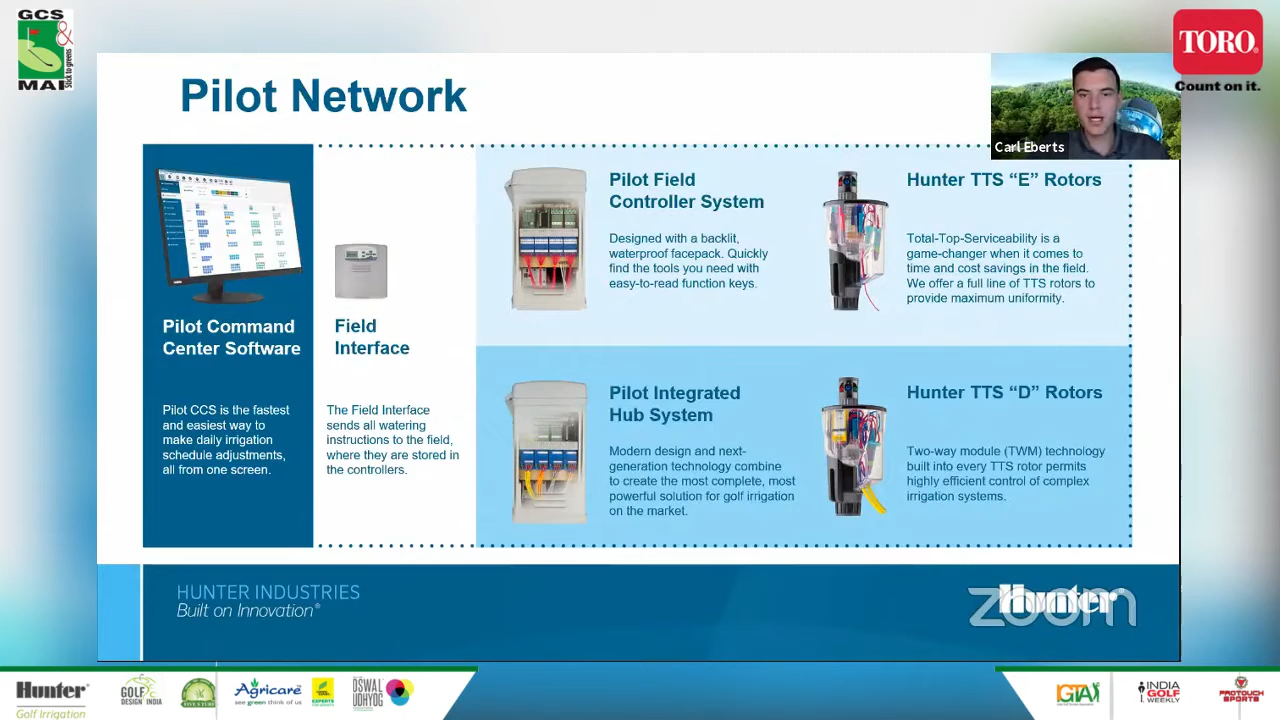 GCS
&
MAI
Stick to greens
TORO
Count on it.
Pilot Network
Carl Eberts
Pilot Command
Center Software
Pilot CCS is the fastest
and easiest way to
make daily irrigation
schedule adjustments,
all from one screen.
Field
Interface
The Field Interface
sends all watering
instructions to the field,
where they are stored in
the controllers.
Pilot Field
Controller System
Designed with a backlit,
waterproof facepack. Quickly
find the tools you need with
easy-to-read function keys.
Hunter TTS “E” Rotors
Total-Top-Serviceability is a
game-changer when it comes to
time and cost savings in the field.
We offer a full line of TTS rotors to
provide maximum uniformity.
Pilot Integrated
Hub System
Modern design and next-
generation technology combine
to create the most complete, most
powerful solution for golf irrigation
on the market.
Hunter TTS “D” Rotors
Two-way module (TWM) technology
built into every TTS rotor permits
highly efficient control of complex
irrigation systems.
HUNTER INDUSTRIES
Built on Innovation®
Hunter
zoom
Hunter®
Golf Irrigation
GOLF
DESIGN INDIA
Agricare™
see green think of us
OSWAL
UDHYOG
IGTA
INDIA
GOLF
WEEKLY
PROTOUCH
SPORTS